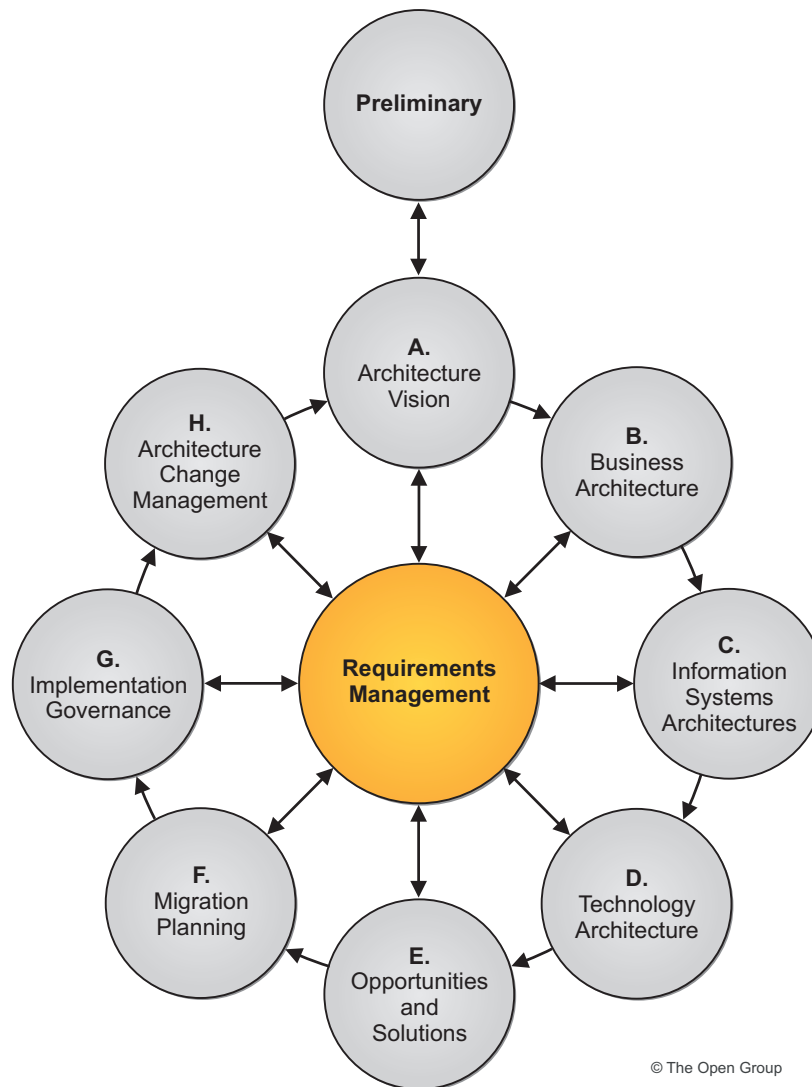 Preliminary
A.
Architecture
Vision
B.
Business
Architecture
C.
Information
Systems
Architectures
D.
Technology
Architecture
E.
Opportunities
and
Solutions
F.
Migration
Planning
G.
Implementation
Governance
H.
Architecture
Change
Management
Requirements
Management
© The Open Group